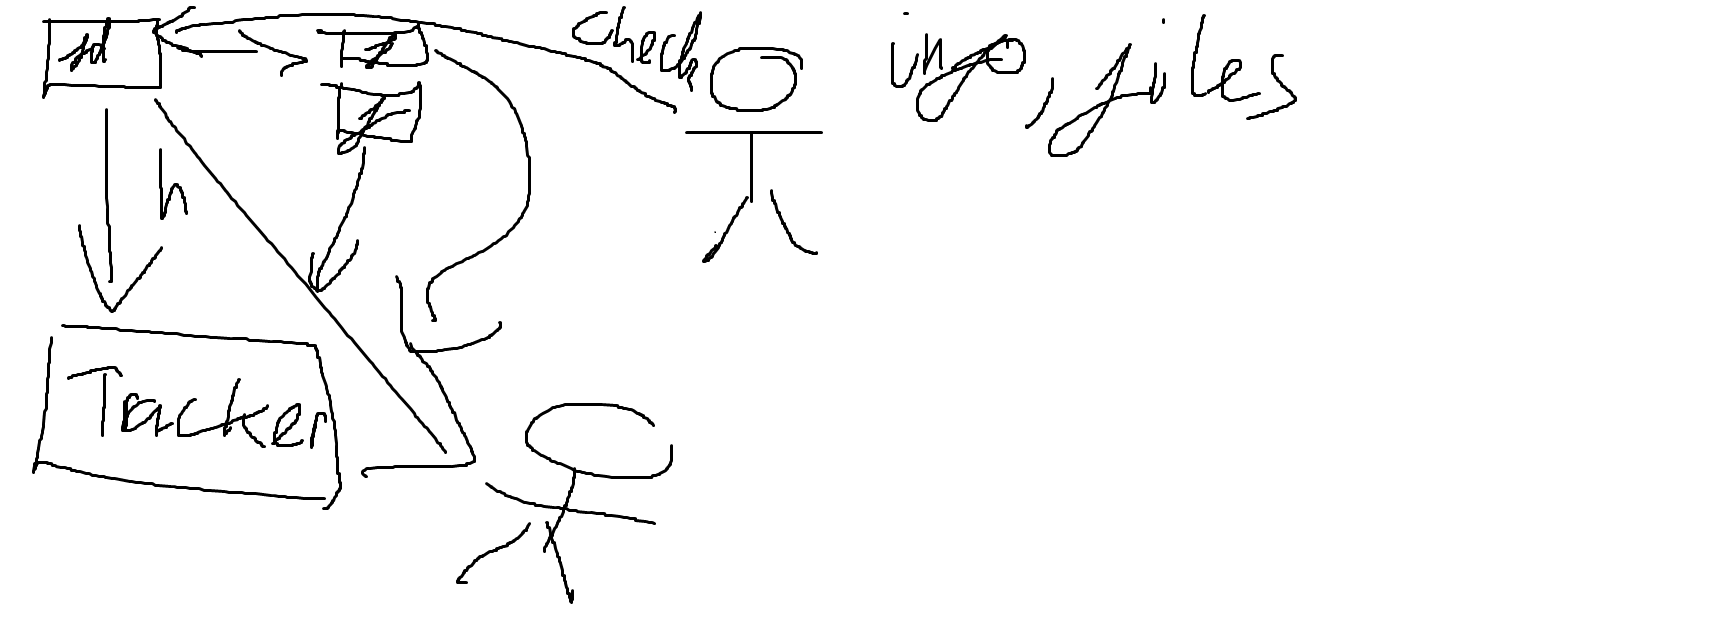 Check
info, files
h
Tracker